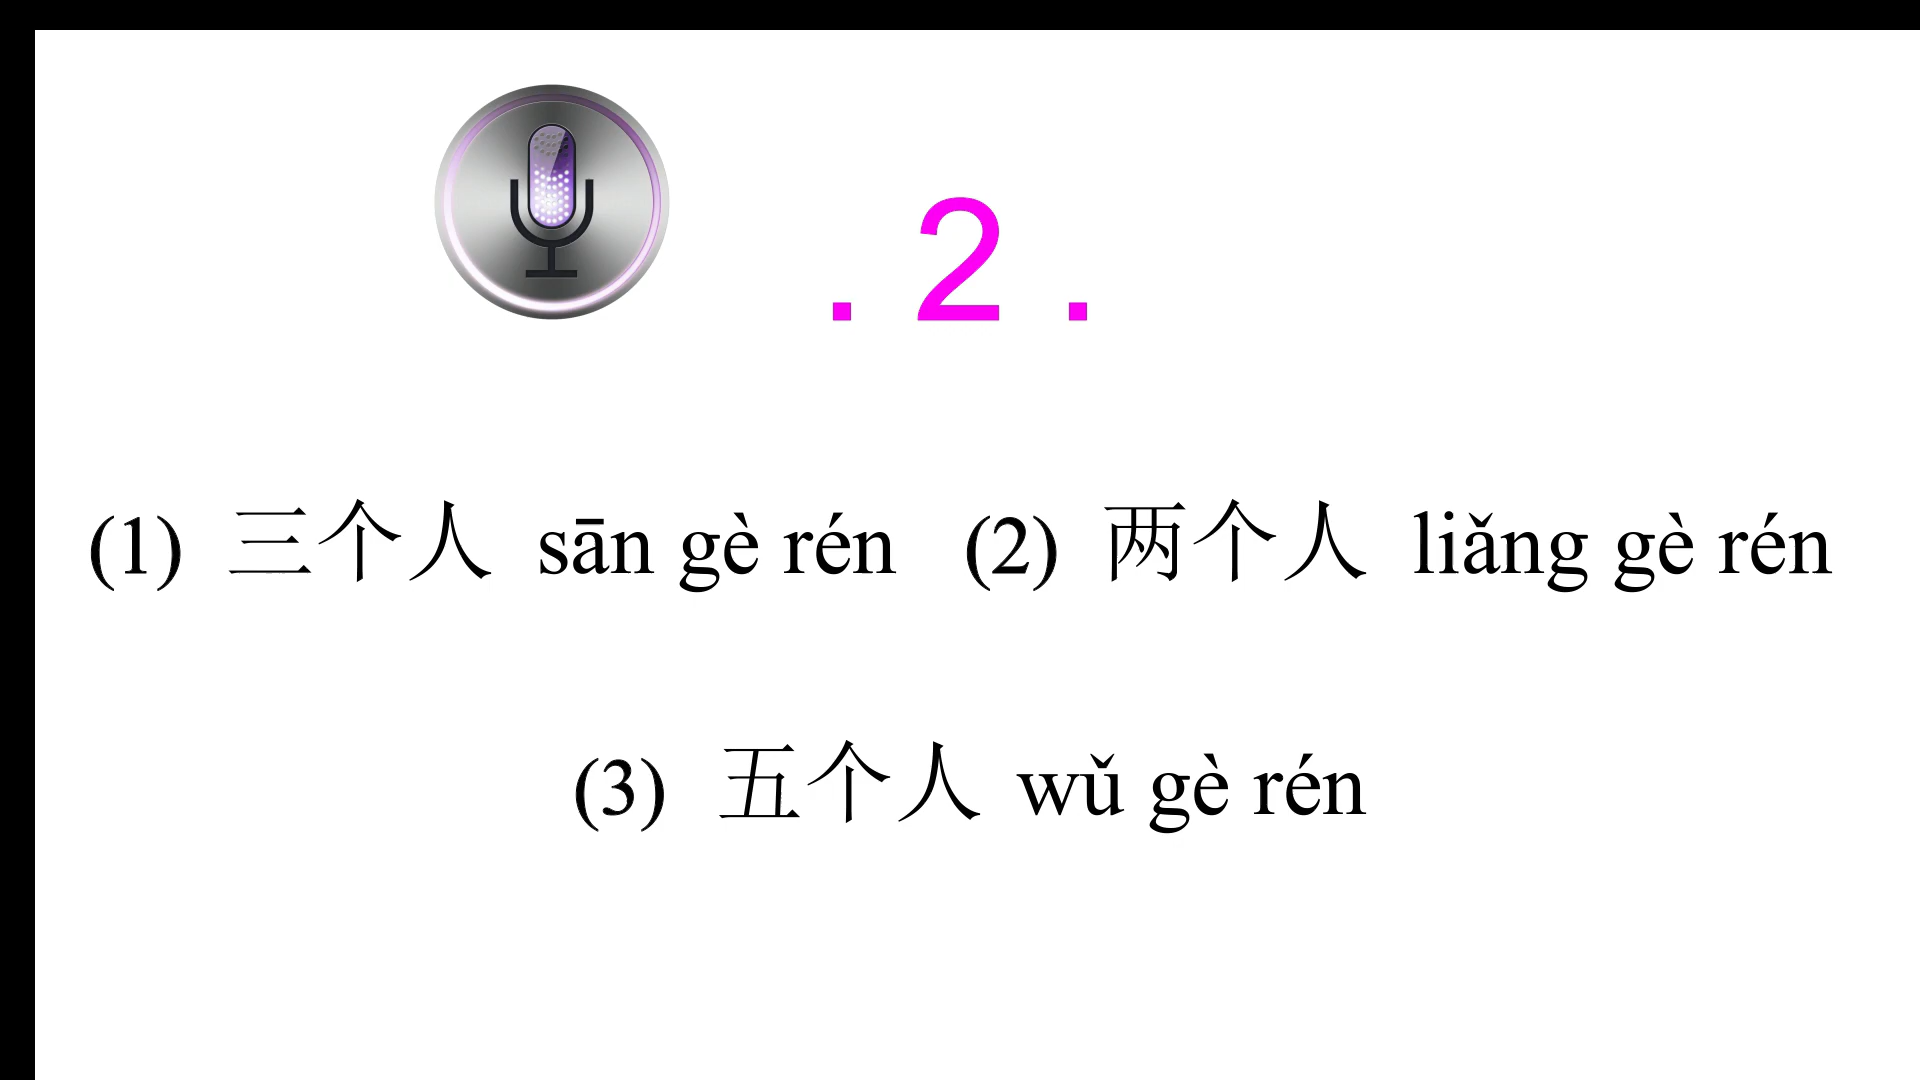 . 2 .
(1) 三个人 sān gè rén (2) 两个人 liǎng gè rén
(3) 五个人 wǔ gè rén